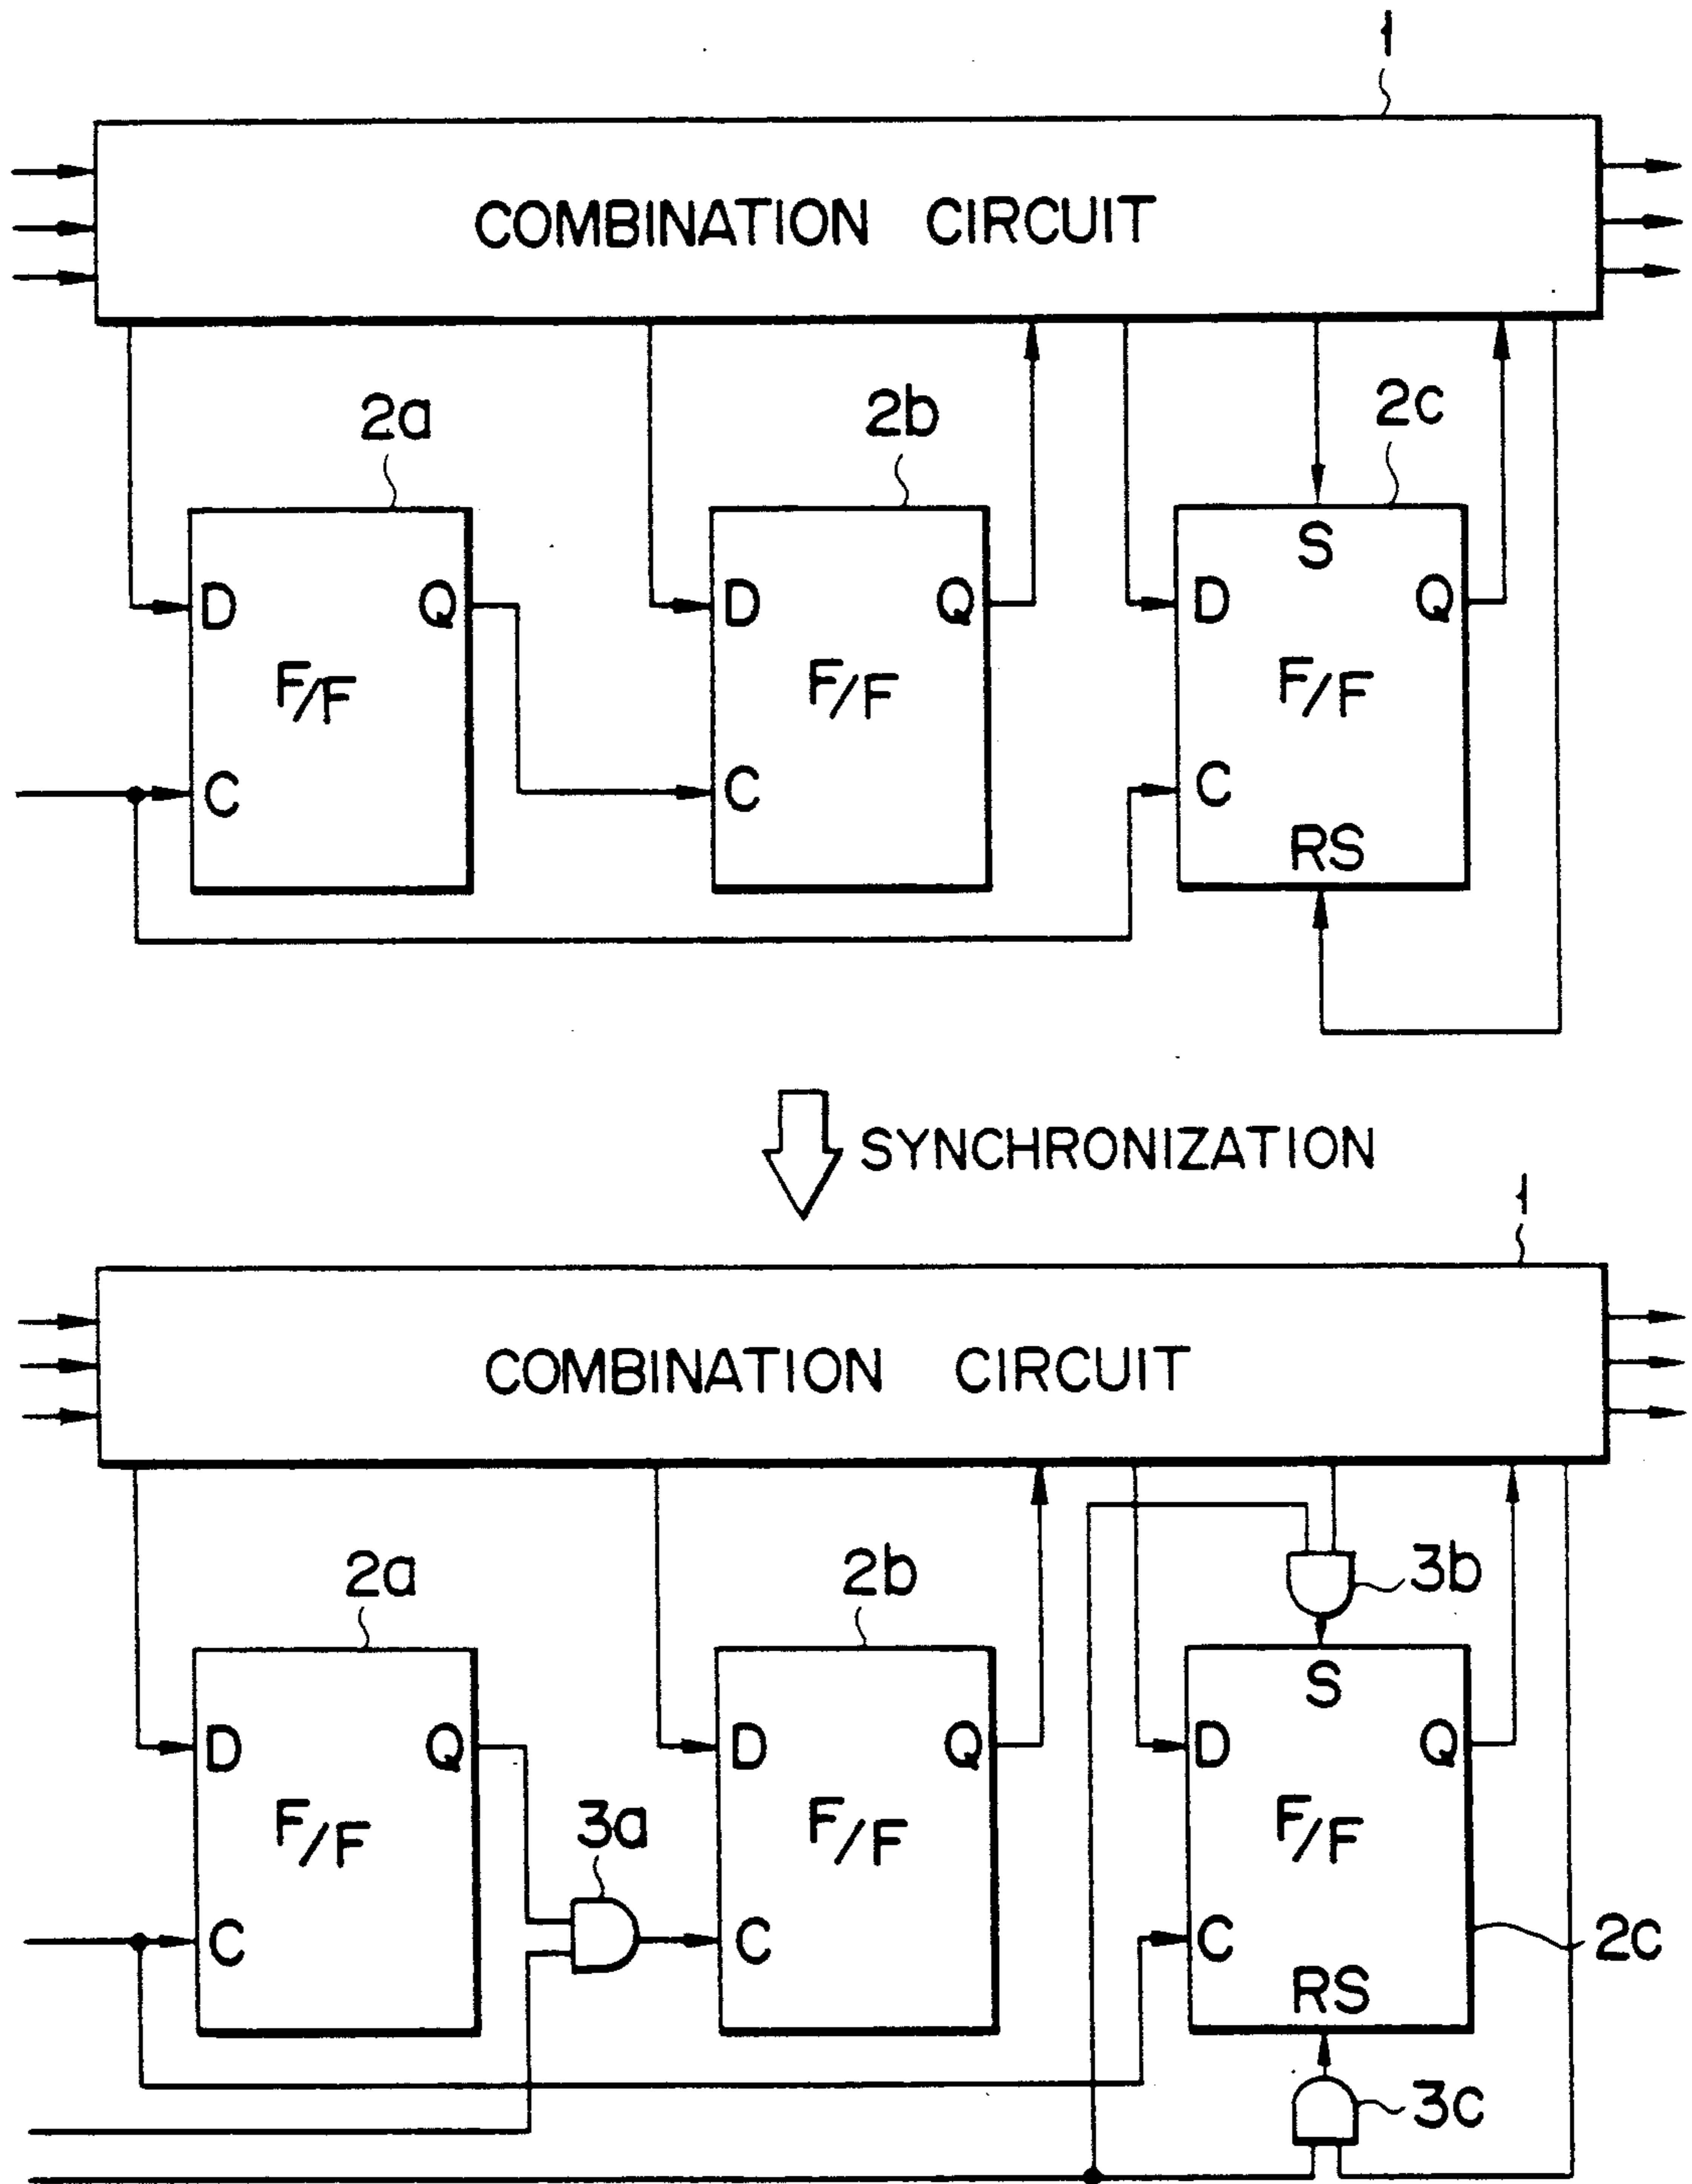 1
COMBINATION CIRCUIT
2a 2b 2c
S
D Q D Q D Q
F/F F/F F/F
C C C
RS
SYNCHRONIZATION
1
COMBINATION CIRCUIT
2a 2b 3b
S
D Q D Q D Q
F/F 3a F/F F/F
C C C 2c
RS
3c